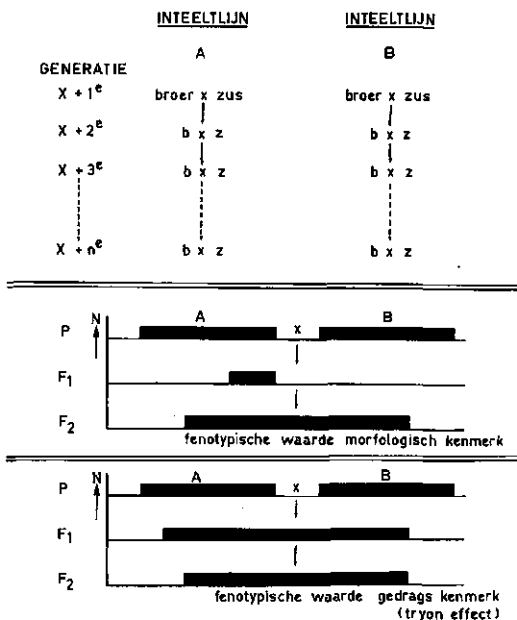 INTEELTLIJN INTEELTLIJN
A B
GENERATIE
X + 1e broer x zus broer x zus
X + 2e b x z b x z
X + 3e b x z b x z
X + ne b x z b x z
N A B
P x
F1
F2
fenotypische waarde morfologisch kenmerk
N A B
P x
F1
F2
fenotypische waarde gedrags kenmerk
(tryon effect)